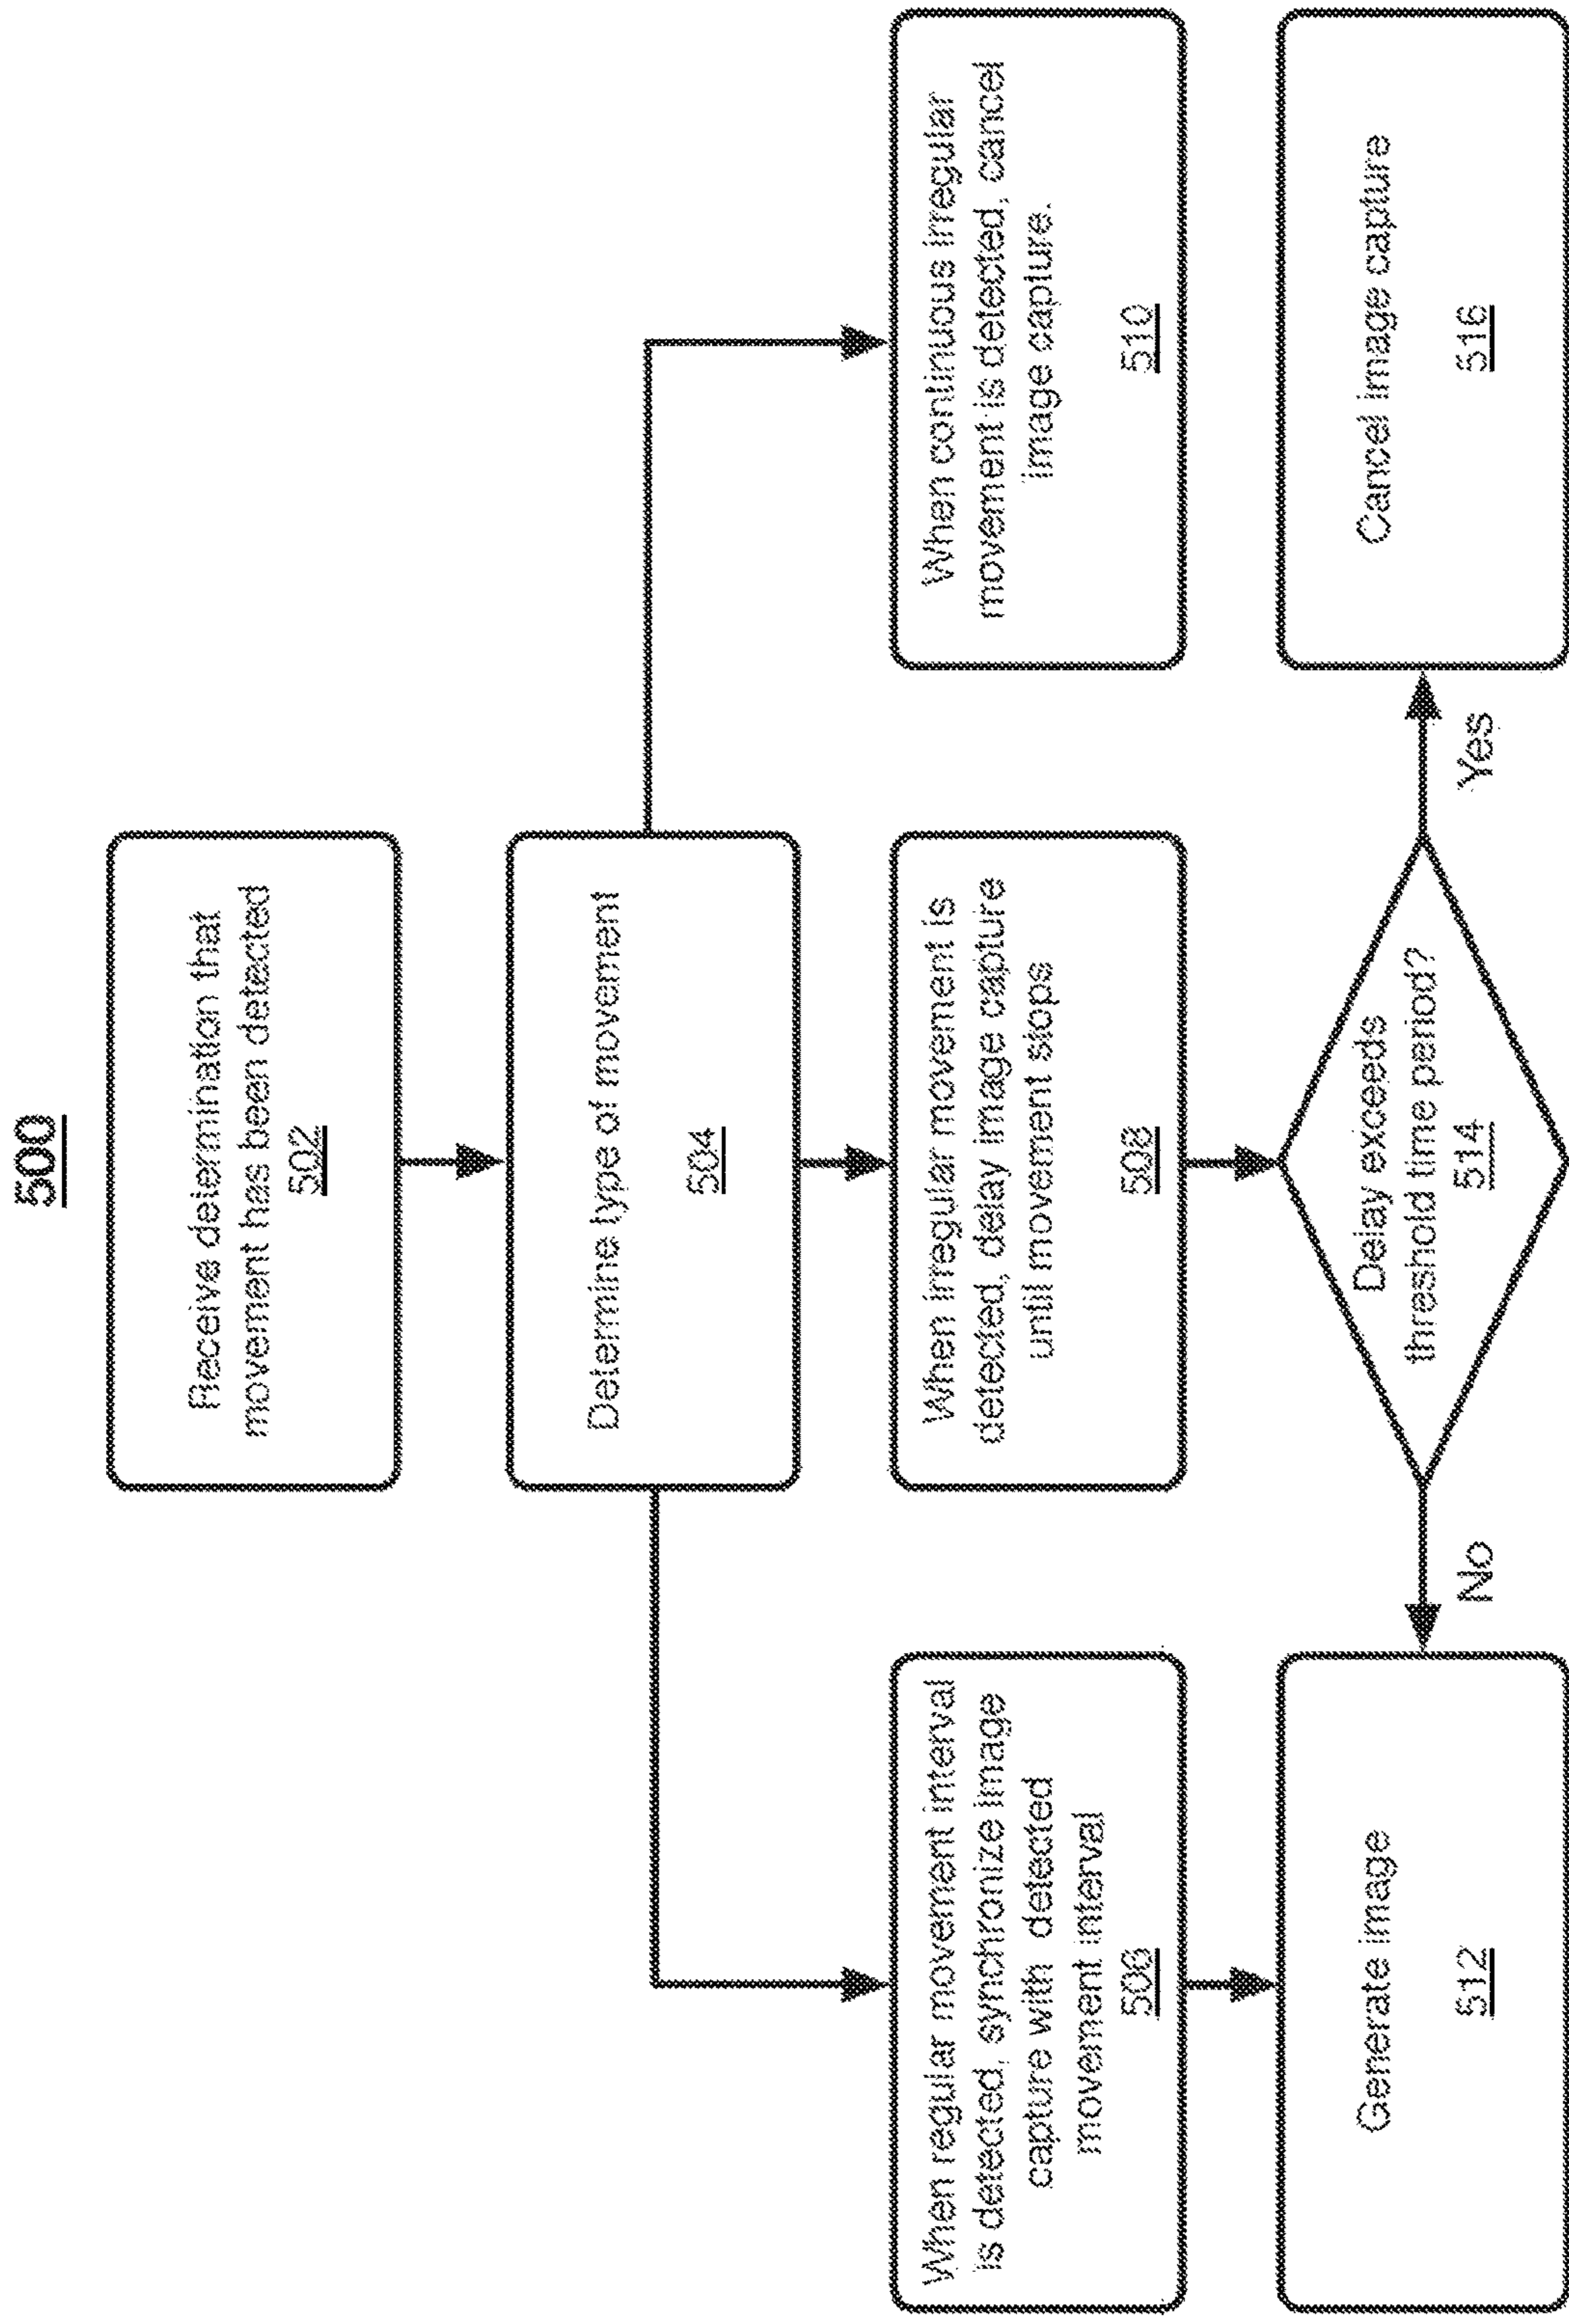 500
Receive determination that
movement has been detected
502
Determine type of movement
504
When regular movement interval
is detected, synchronize image
capture with detected
movement interval
506
When irregular movement is
detected, delay image capture
until movement stops
508
When continuous irregular
movement is detected, cancel
image capture.
510
Generate image
512
No
Delay exceeds
threshold time period?
514
Yes
Cancel image capture
516